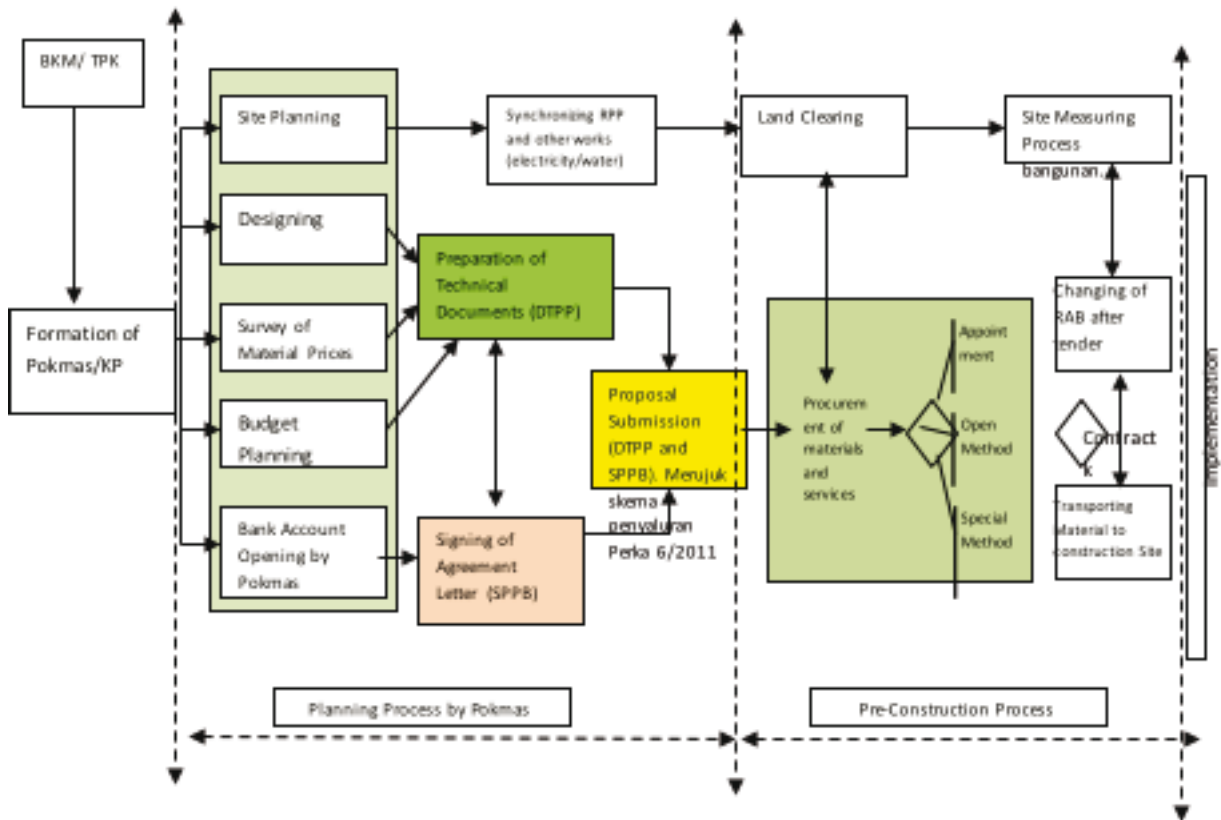 BKM/ TPK
Formation of
Pokmas/KP
Site Planning
Designing
Survey of
Material Prices
Budget
Planning
Bank Account
Opening by
Pokmas
Synchronizing RPP
and other works
(electricity/water)
Preparation of
Technical
Documents (DTPP)
Signing of
Agreement
Letter (SPPB)
Proposal
Submission
(DTPP and
SPPB). Merujuk
skema
penyaluran
Perka 6/2011
Land Clearing
Site Measuring
Process
bangunan.
Procurem
ent of
materials
and
services
Appoint
ment
Open
Method
Special
Method
Changing of
RAB after
tender
Contract
k
Transporting
Material to
construction Site
Implementation
Planning Process by Pokmas
Pre-Construction Process